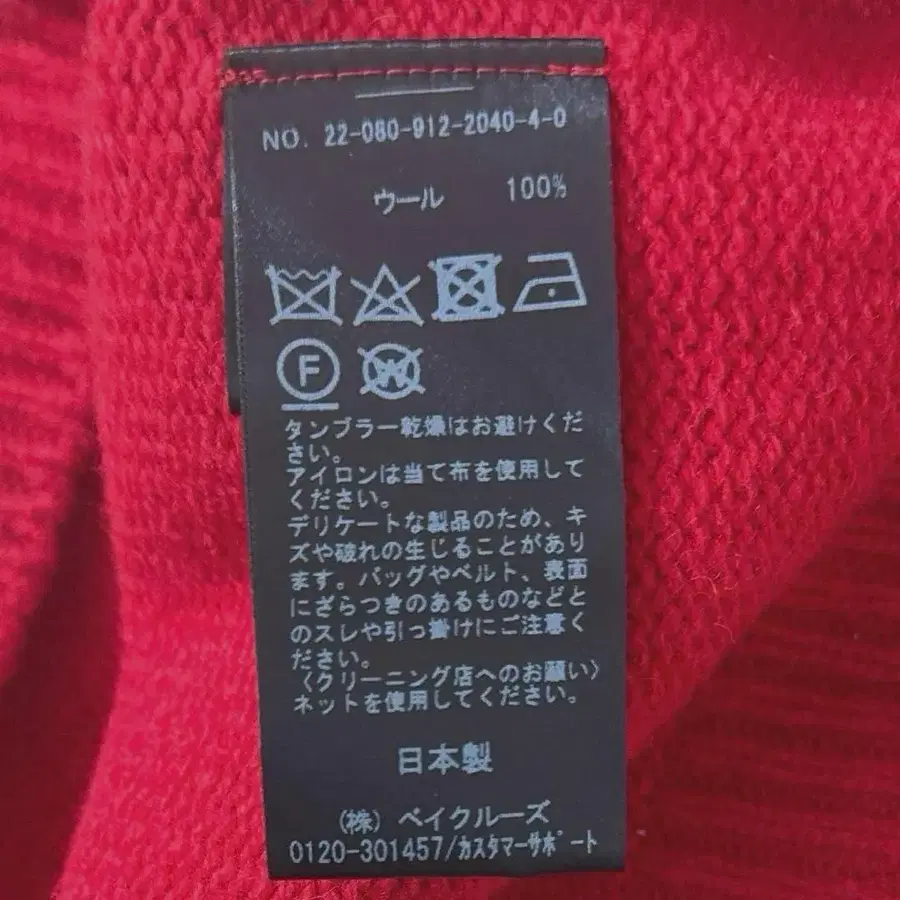 NO. 22-080-912-2040-4-0
ウール 100%
F
W
タンブラー乾燥はお避けくだ
さい。
アイロンは当て布を使用して
ください。
デリケートな製品のため、キ
ズや破れの生じることがあり
ます。バッグやベルト、表面
にざらつきのあるものなどと
のスレや引っ掛けにご注意く
ださい。
〈クリーニング店へのお願い〉
ネットを使用してください。
日本製
(株) ベイクルーズ
0120-301457/カスタマーサポート